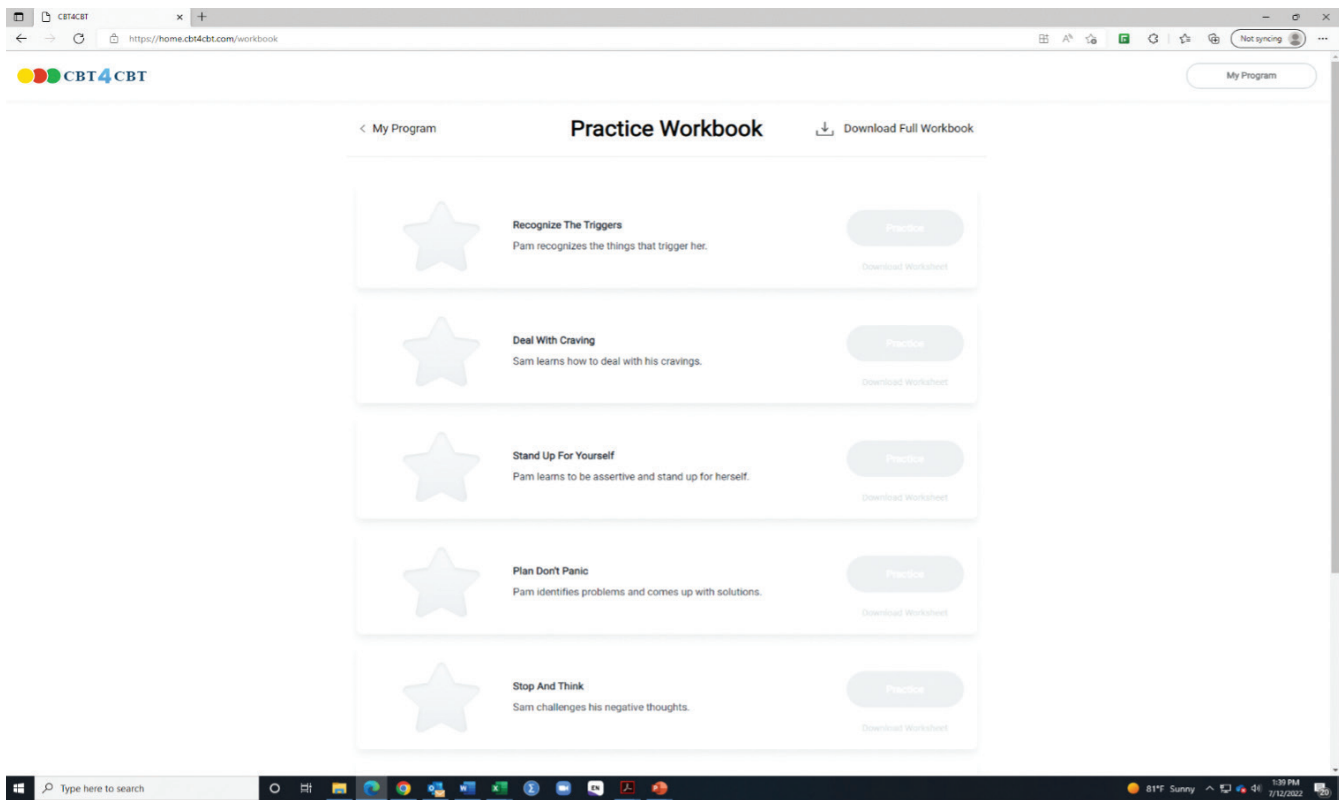 CBT4CBT
https://home.cbt4cbt.com/workbook
Not syncing
CBT4CBT
My Program
< My Program
Practice Workbook
Download Full Workbook
Recognize The Triggers
Pam recognizes the things that trigger her.
Practice
Download Worksheet
Deal With Craving
Sam learns how to deal with his cravings.
Practice
Download Worksheet
Stand Up For Yourself
Pam learns to be assertive and stand up for herself.
Practice
Download Worksheet
Plan Don't Panic
Pam identifies problems and comes up with solutions.
Practice
Download Worksheet
Stop And Think
Sam challenges his negative thoughts.
Practice
Download Worksheet
Type here to search
EN
81°F Sunny
1:39 PM
7/12/2022
20